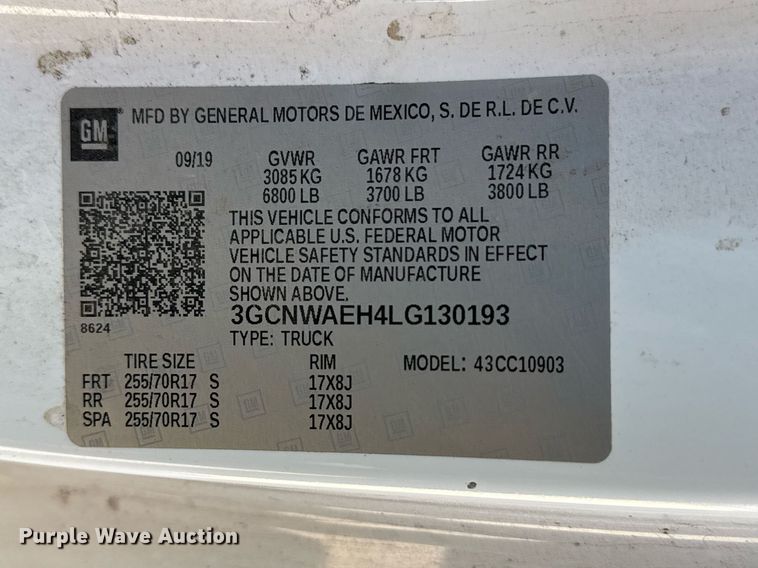 GM MFD BY GENERAL MOTORS DE MEXICO, S. DE R.L. DE C.V.
09/19 GVWR GAWR FRT GAWR RR
3085 KG 1678 KG 1724 KG
6800 LB 3700 LB 3800 LB
THIS VEHICLE CONFORMS TO ALL
APPLICABLE U.S. FEDERAL MOTOR
VEHICLE SAFETY STANDARDS IN EFFECT
ON THE DATE OF MANUFACTURE
SHOWN ABOVE.
8624 3GCNWAEH4LG130193
TYPE: TRUCK
TIRE SIZE RIM MODEL: 43CC10903
FRT 255/70R17 S 17X8J
RR 255/70R17 S 17X8J
SPA 255/70R17 S 17X8J
Purple Wave Auction